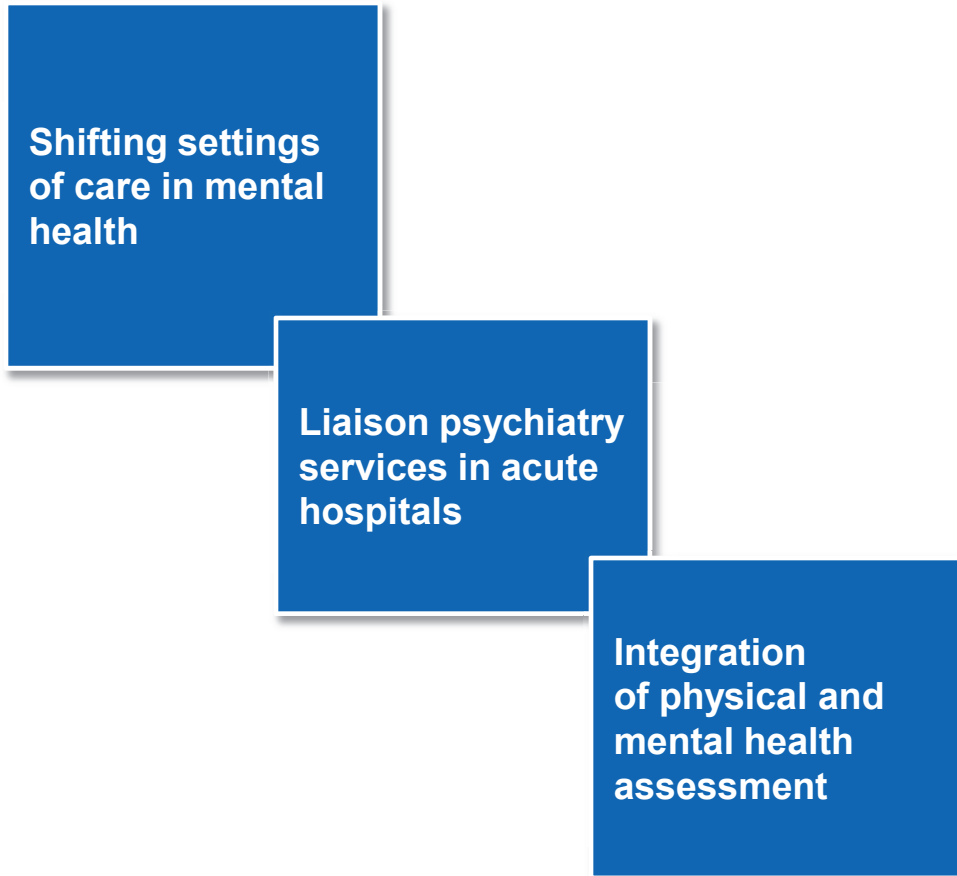 Shifting settings
of care in mental
health
Liaison psychiatry
services in acute
hospitals
Integration
of physical and
mental health
assessment